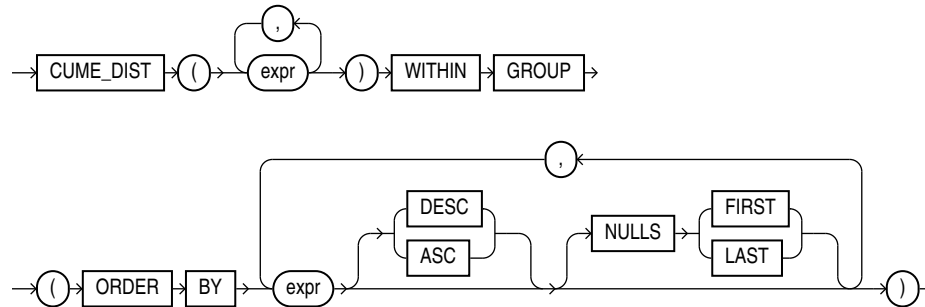 ,
CUME_DIST ( expr ) WITHIN GROUP
,
DESC FIRST
NULLS
ASC LAST
( ORDER BY expr )